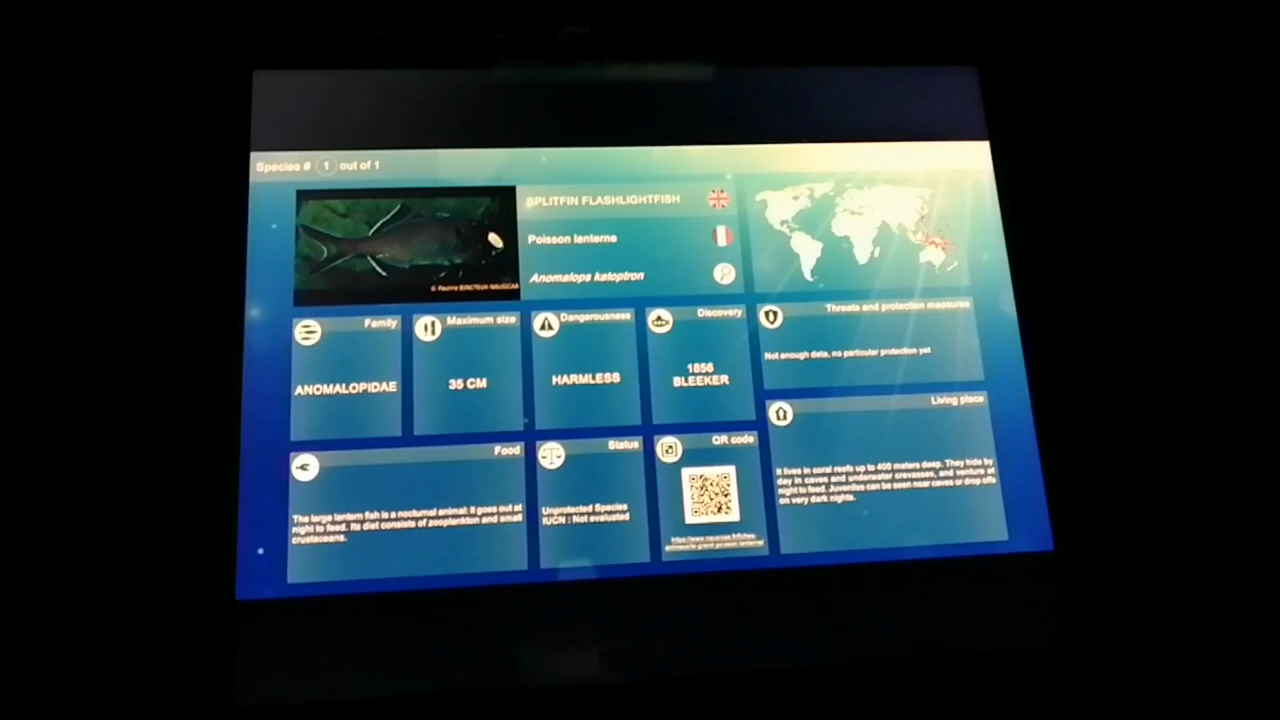 Species # 1 out of 1
SPLITFIN FLASHLIGHTFISH
Poisson lanterne
Anomalops katoptron
© Pauline BINCTEUR-NAUSICAA
Family
ANOMALOPIDAE
Maximum size
35 CM
Dangerousness
HARMLESS
Discovery
1856
BLEEKER
Threats and protection measures
Not enough data, no particular protection yet
Food
The large lantern fish is a nocturnal animal: it goes out at
night to feed. Its diet consists of zooplankton and small
crustaceans.
Status
Unprotected Species
IUCN : Not evaluated
QR code
Living place
It lives in coral reefs up to 400 meters deep. They hide by
day in caves and underwater crevasses, and venture at
night to feed. Juveniles can be seen near caves or drop offs
on very dark nights.